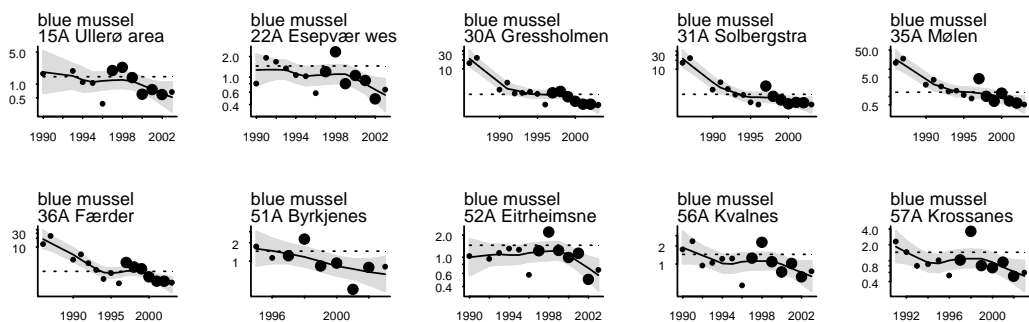 blue mussel
15A Ullerø area
5.0
1.0
0.5
1990 1994 1998 2002
blue mussel
22A Esepvær wes
2.0
1.0
0.6
0.4
1990 1994 1998 2002
blue mussel
30A Gressholmen
30
10
1990 1995 2000
blue mussel
31A Solbergstra
30
10
1990 1995 2000
blue mussel
35A Mølen
50.0
5.0
0.5
1990 1995 2000
blue mussel
36A Færder
30
10
1990 1995 2000
blue mussel
51A Byrkjenes
2
1
1996 2000
blue mussel
52A Eitrheimsne
2.0
1.0
0.6
0.4
1990 1994 1998 2002
blue mussel
56A Kvalnes
2
1
1990 1994 1998 2002
blue mussel
57A Krossanes
4.0
2.0
0.8
0.4
1992 1996 2000